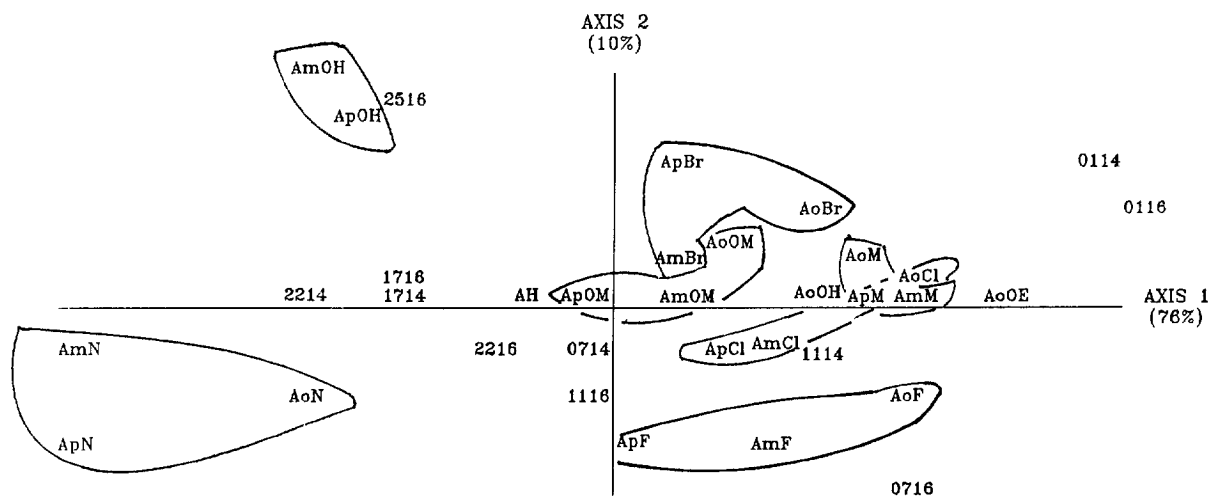 AXIS 2
(10%)
AmOH
2516
ApOH
ApBr
0114
AoBr
0116
AoOM
AmBr
AoM
AoCl
1716
2214
1714
AH
ApOM
AmOM
AoOH
ApM
AmM
AoOE
AXIS 1
(76%)
AmN
2216
0714
ApCl
AmCl
1114
AoN
1116
AoF
ApN
ApF
AmF
0716